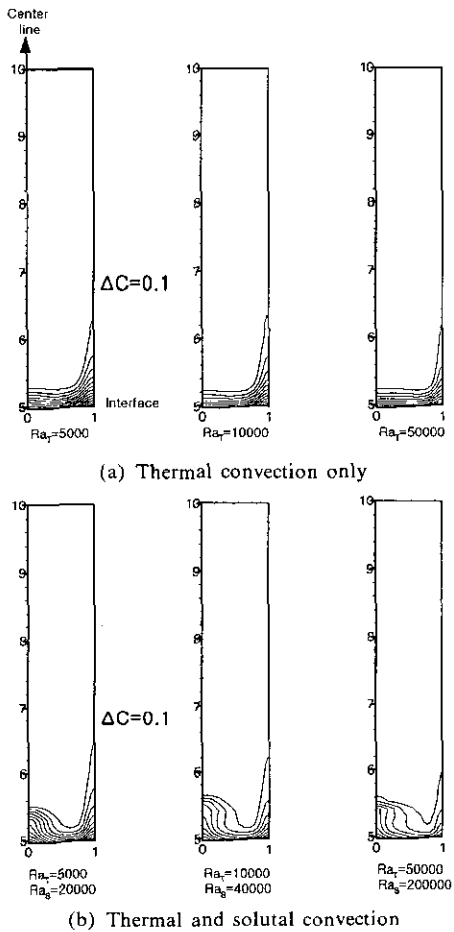 Center
line
10 10 10
9 9 9
8 8 8
7 7 7
ΔC=0.1
6 6 6
Interface
5 5 5
0 1 0 1 0 1
Ra_T=5000 Ra_T=10000 Ra_T=50000
(a) Thermal convection only
10 10 10
9 9 9
8 8 8
7 7 7
ΔC=0.1
6 6 6
5 5 5
0 1 0 1 0 1
Ra_T=5000 Ra_T=10000 Ra_T=50000
Ra_S=20000 Ra_S=40000 Ra_S=200000
(b) Thermal and solutal convection